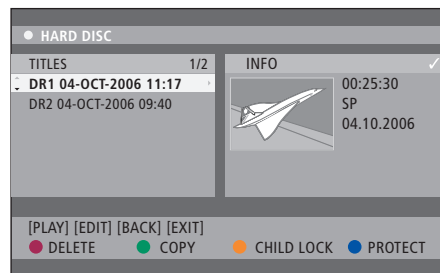 HARD DISC
TITLES 1/2
DR1 04-OCT-2006 11:17
DR2 04-OCT-2006 09:40
INFO
00:25:30
SP
04.10.2006
[PLAY] [EDIT] [BACK] [EXIT]
DELETE COPY CHILD LOCK PROTECT